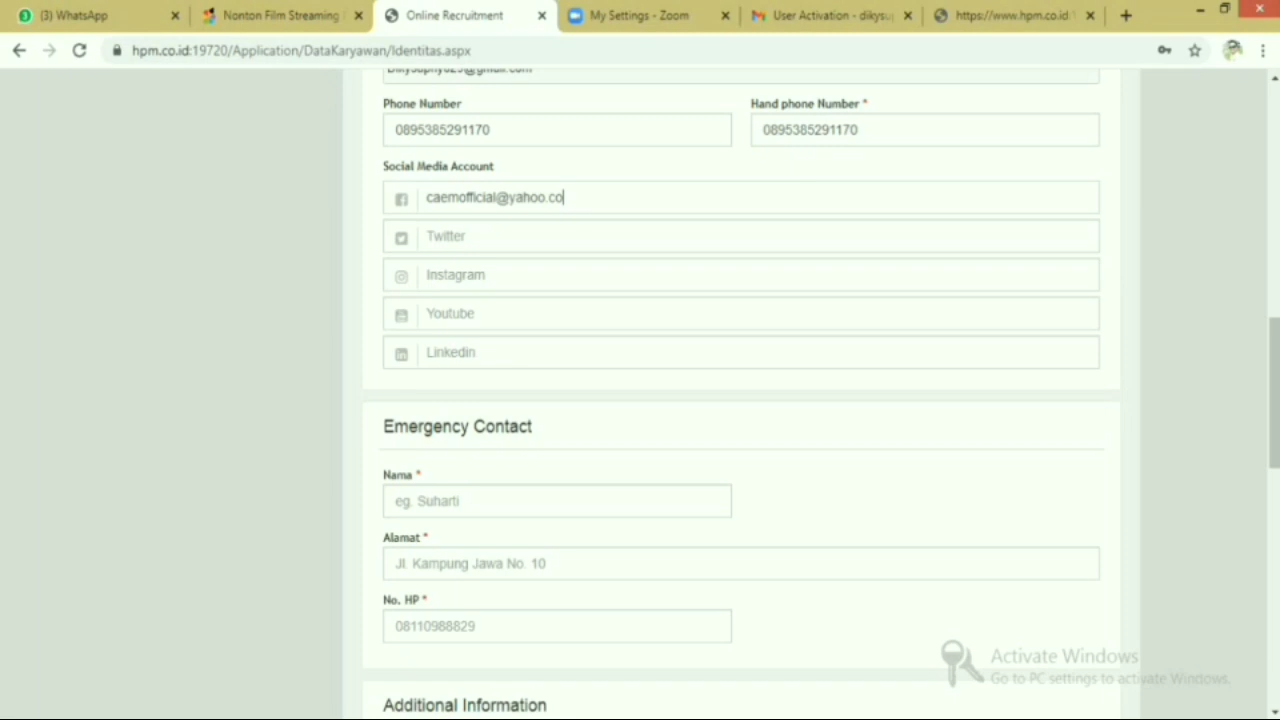 3 (3) WhatsApp
Nonton Film Streaming
Online Recruitment
My Settings - Zoom
User Activation - dikysup
https://www.hpm.co.id:
hpm.co.id:19720/Application/DataKaryawan/Identitas.aspx
Phone Number
Hand phone Number *
0895385291170
0895385291170
Social Media Account
caemofficial@yahoo.co
Twitter
Instagram
Youtube
Linkedin
Emergency Contact
Nama *
eg. Suharti
Alamat *
Jl. Kampung Jawa No. 10
No. HP *
08110988829
Activate Windows
Go to PC settings to activate Windows.
Additional Information